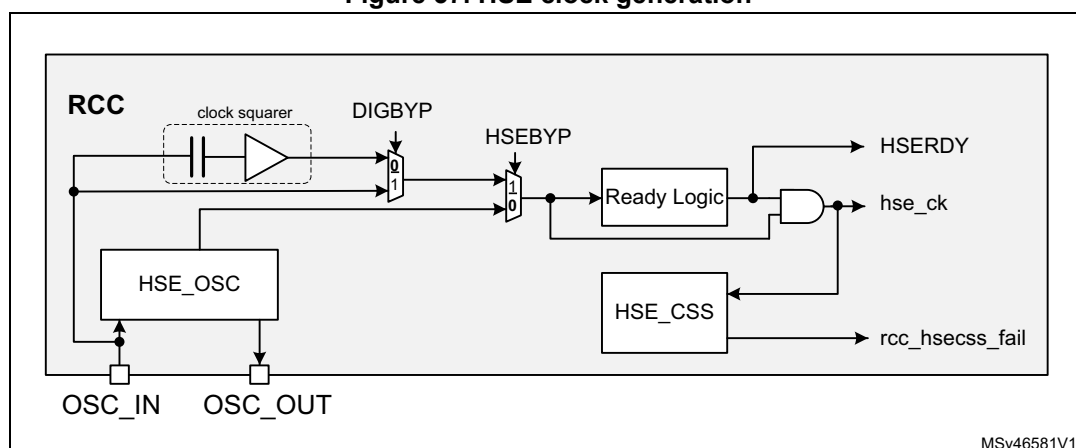 Figure 57. HSE clock generation
RCC
clock squarer
DIGBYP
HSEBYP
0
1
1
0
Ready Logic
HSERDY
hse_ck
HSE_OSC
HSE_CSS
rcc_hsecss_fail
OSC_IN
OSC_OUT
MSv46581V1